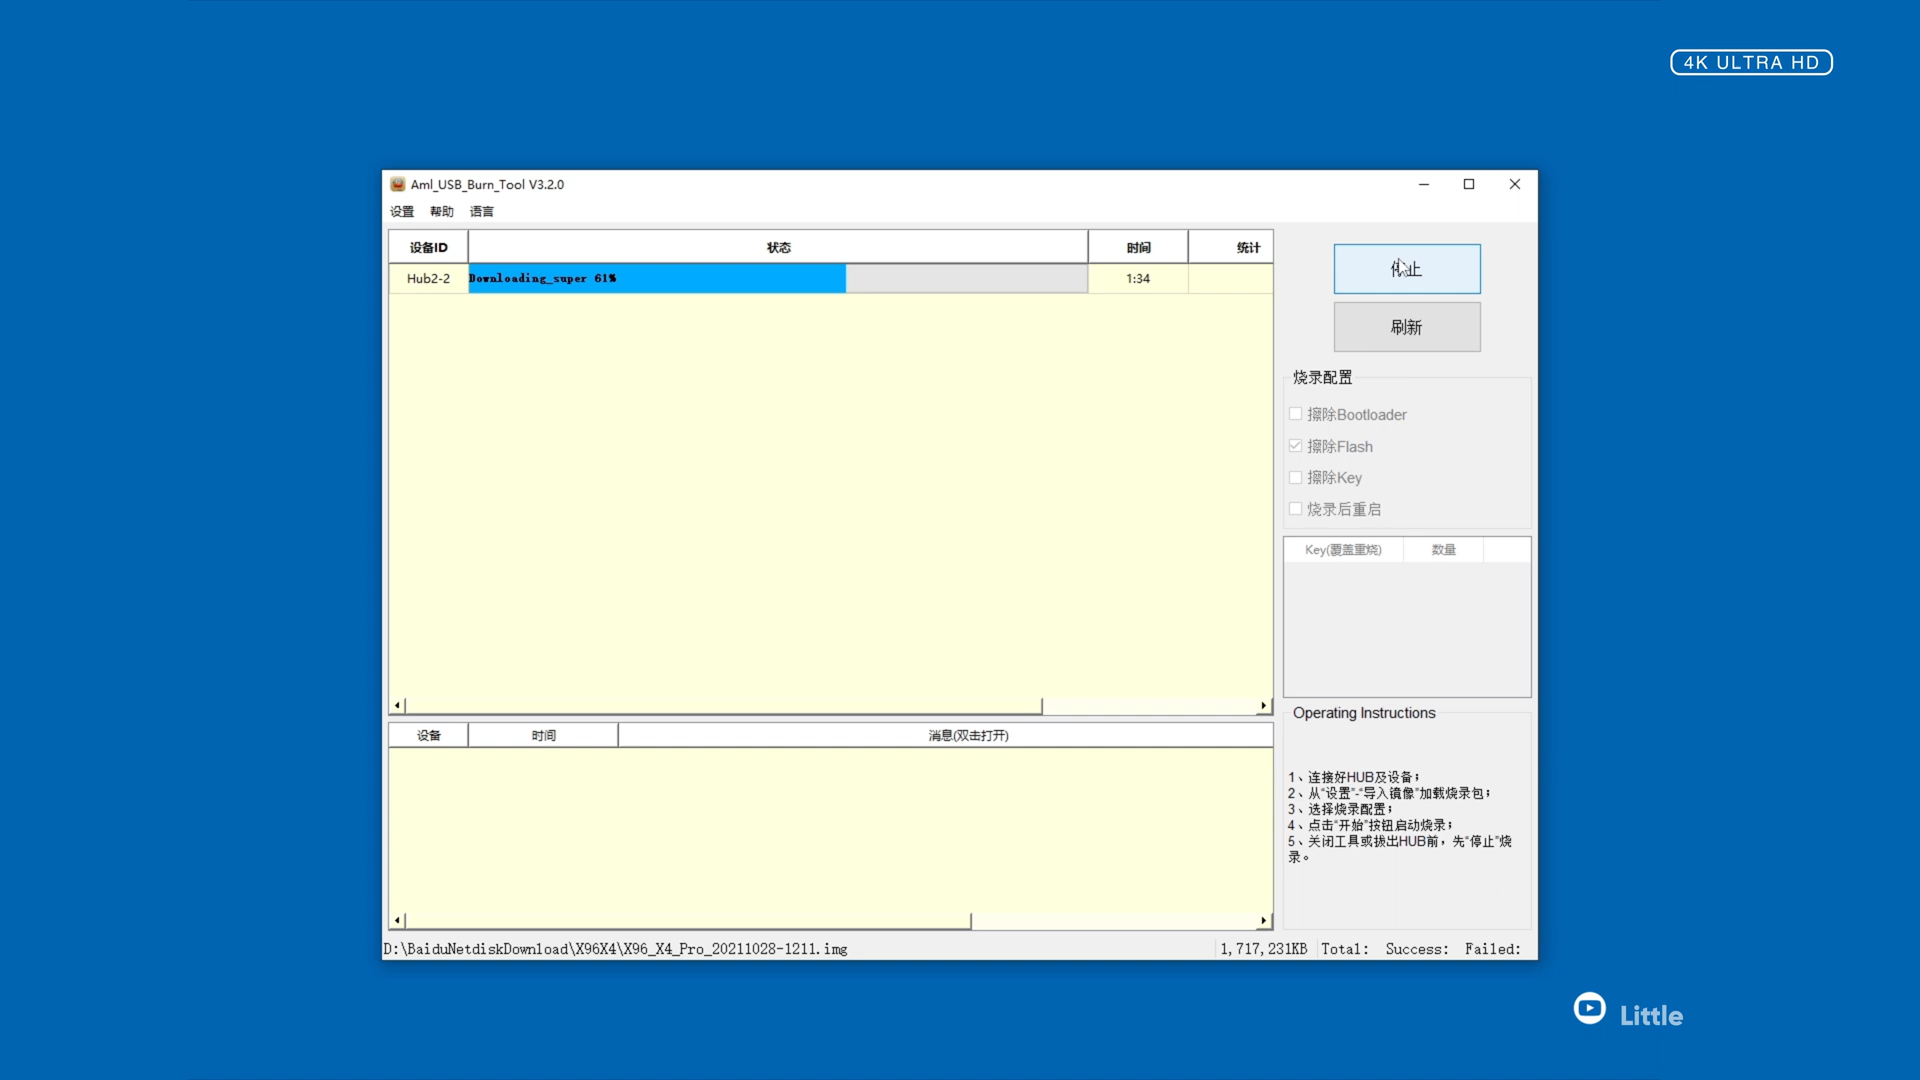 4K ULTRA HD
Aml_USB_Burn_Tool V3.2.0
设置 帮助 语言
设备ID 状态 时间 统计
Hub2-2 Downloading_super 61% 1:34
停止
刷新
烧录配置
擦除Bootloader
擦除Flash
擦除Key
烧录后重启
Key(覆盖重烧) 数量
设备 时间 消息(双击打开)
Operating Instructions
1、连接好HUB及设备；
2、从“设置”-“导入镜像”加载烧录包；
3、选择烧录配置；
4、点击“开始”按钮启动烧录；
5、关闭工具或拔出HUB前，先“停止”烧
录。
D:\BaiduNetdiskDownload\X96X4\X96_X4_Pro_20211028-1211.img 1,717,231KB Total: Success: Failed:
Little